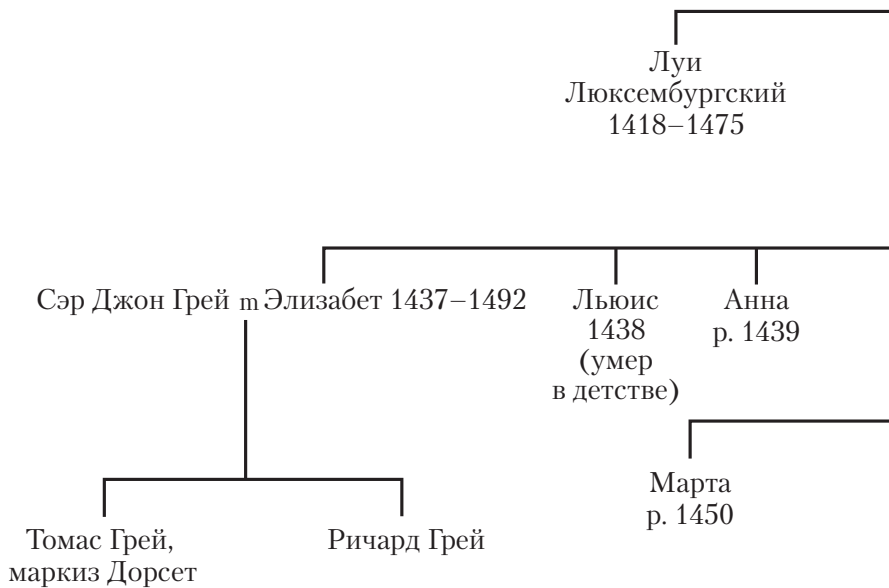 Луи
Люксембургский
1418–1475
Сэр Джон Грей m Элизабет 1437–1492
Льюис
1438
(умер
в детстве)
Анна
р. 1439
Марта
р. 1450
Томас Грей,
маркиз Дорсет
Ричард Грей